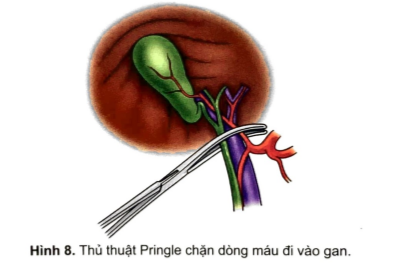 Hình 8. Thủ thuật Pringle chặn dòng máu đi vào gan.